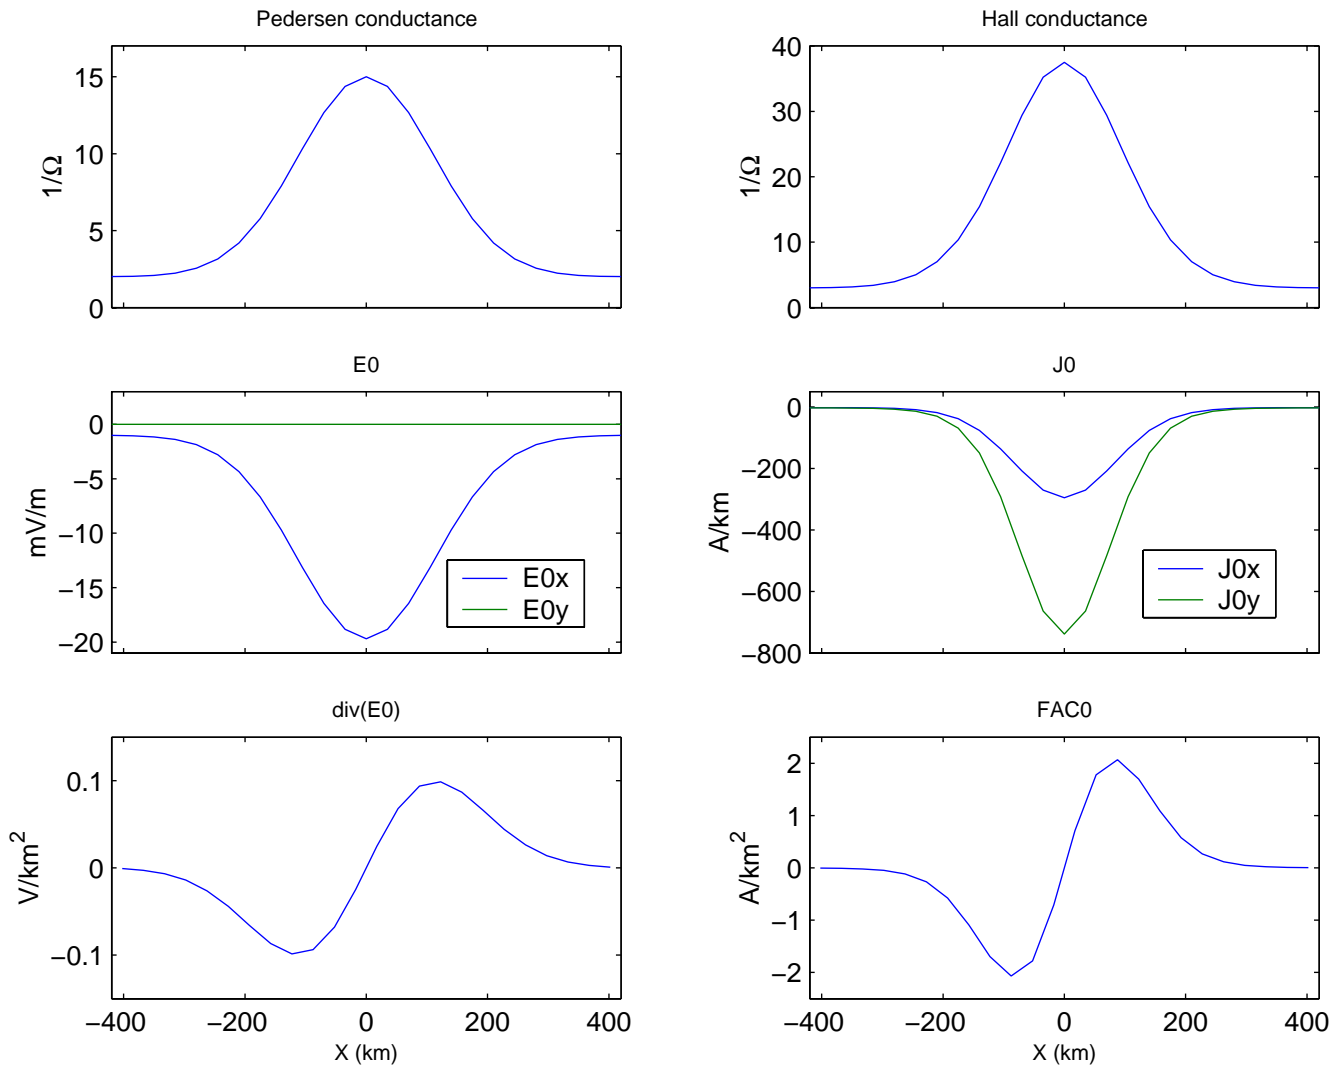 Pedersen conductance
15
10
5
0
1/Ω
Hall conductance
40
30
20
10
0
1/Ω
E0
0
−5
−10
−15
−20
mV/m
E0x
E0y
J0
0
−200
−400
−600
−800
A/km
J0x
J0y
div(E0)
0.1
0
−0.1
V/km²
−400 −200 0 200 400
X (km)
FAC0
2
1
0
−1
−2
A/km²
−400 −200 0 200 400
X (km)